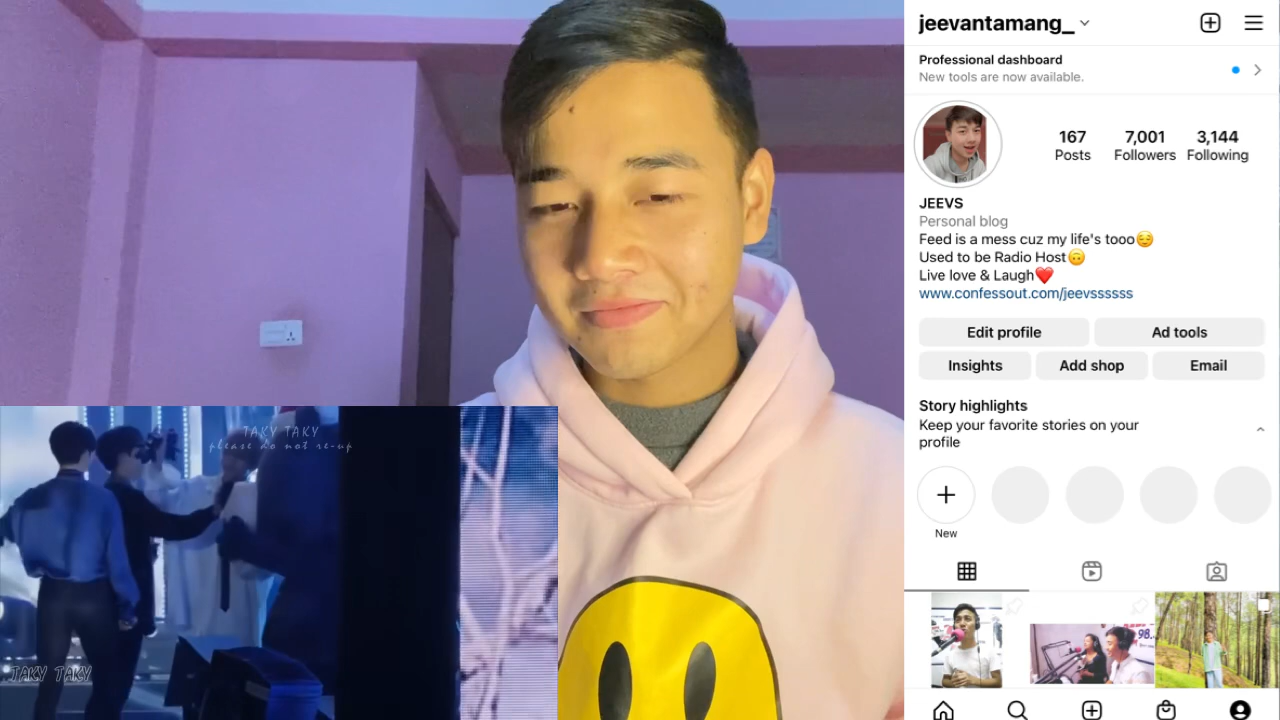 jeevantamang_
Professional dashboard
New tools are now available.
167
7,001
3,144
Posts
Followers
Following
JEEVS
Personal blog
Feed is a mess cuz my life's tooo😌
Used to be Radio Host🙃
Live love & Laugh❤️
www.confessout.com/jeevssssss
Edit profile
Ad tools
Insights
Add shop
Email
Story highlights
Keep your favorite stories on your
profile
New
98.
TAKY TAKY
please do not re-up
TAKY TAKY